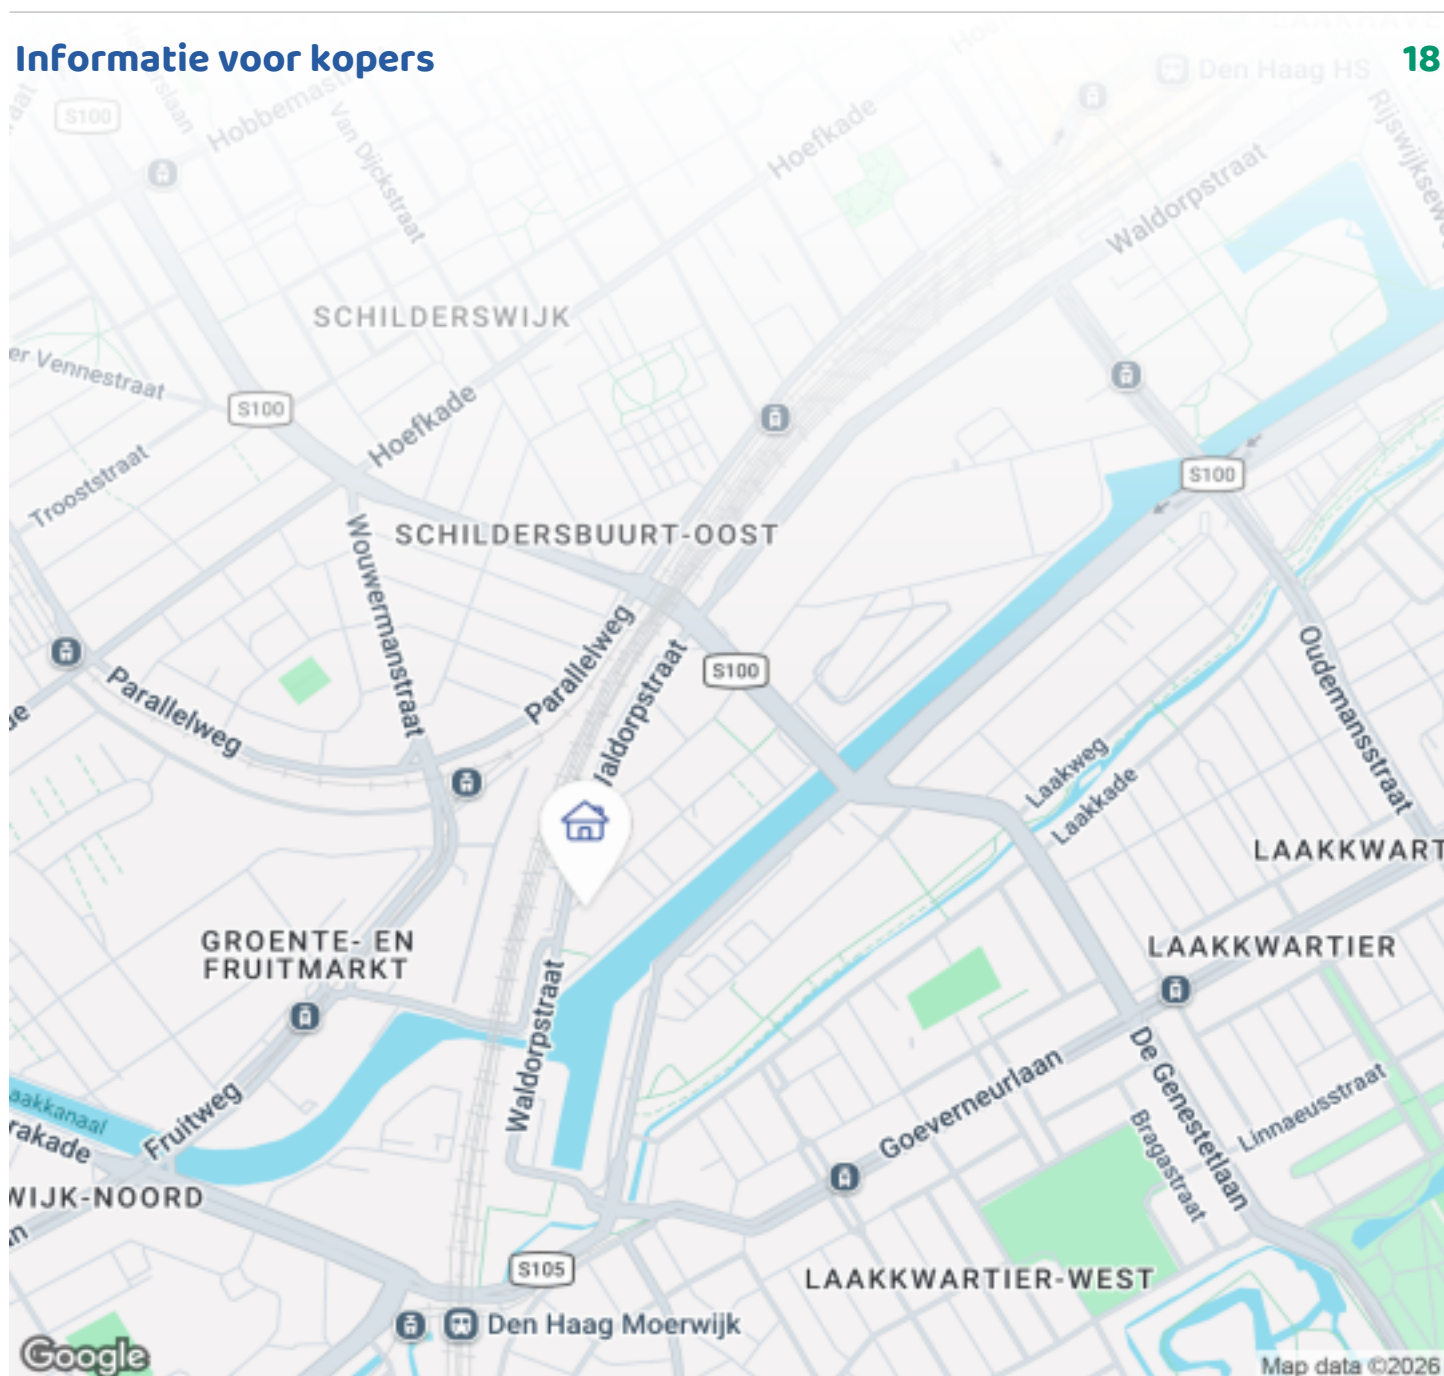 Informatie voor kopers
18
Den Haag HS
S100
Hobbemastr
Van Dijckstraat
Hoefkade
Waldorpstraat
Rijswijksew
SCHILDERSWIJK
er Vennestraat
S100
Hoefkade
Trooststraat
S100
SCHILDERSBUURT-OOST
Wouwermanstraat
Parallelweg
Parallelweg
Waldorpstraat
S100
Oudemansstraat
Laakweg
Laakkade
LAAKKWART
GROENTE- EN
FRUITMARKT
LAAKKWARTIER
Waldorpstraat
De Genestetlaan
Goeverneurlaan
Linnaeusstraat
Bragastraat
aakkanaal
rakade
Fruitweg
WIJK-NOORD
S105
LAAKKWARTIER-WEST
Den Haag Moerwijk
Google
Map data ©2026